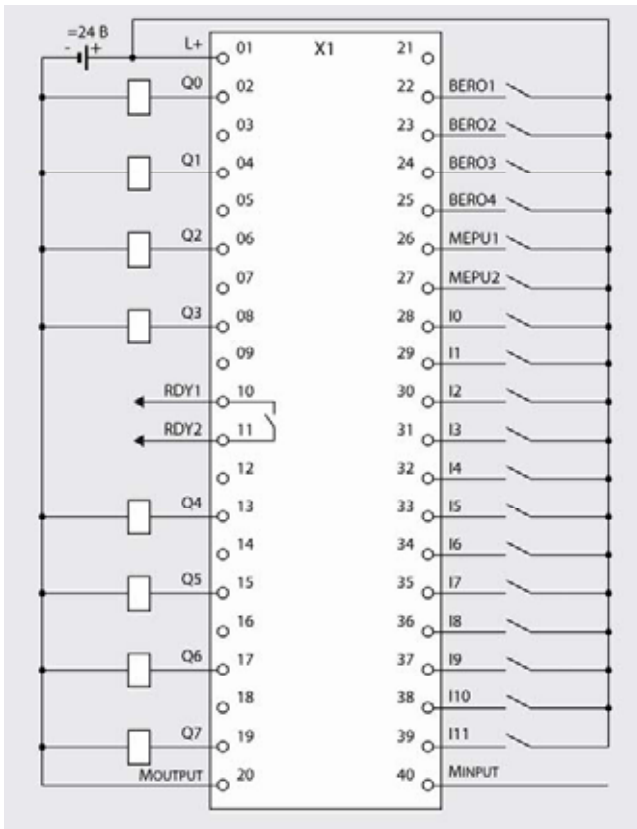 =24 В
- +
L+ 01 X1 21
Q0 02 22 BERO1
03 23 BERO2
Q1 04 24 BERO3
05 25 BERO4
Q2 06 26 MEPU1
07 27 MEPU2
Q3 08 28 I0
09 29 I1
RDY1 10 30 I2
RDY2 11 31 I3
12 32 I4
Q4 13 33 I5
14 34 I6
Q5 15 35 I7
16 36 I8
Q6 17 37 I9
18 38 I10
Q7 19 39 I11
MOUTPUT 20 40 MINPUT